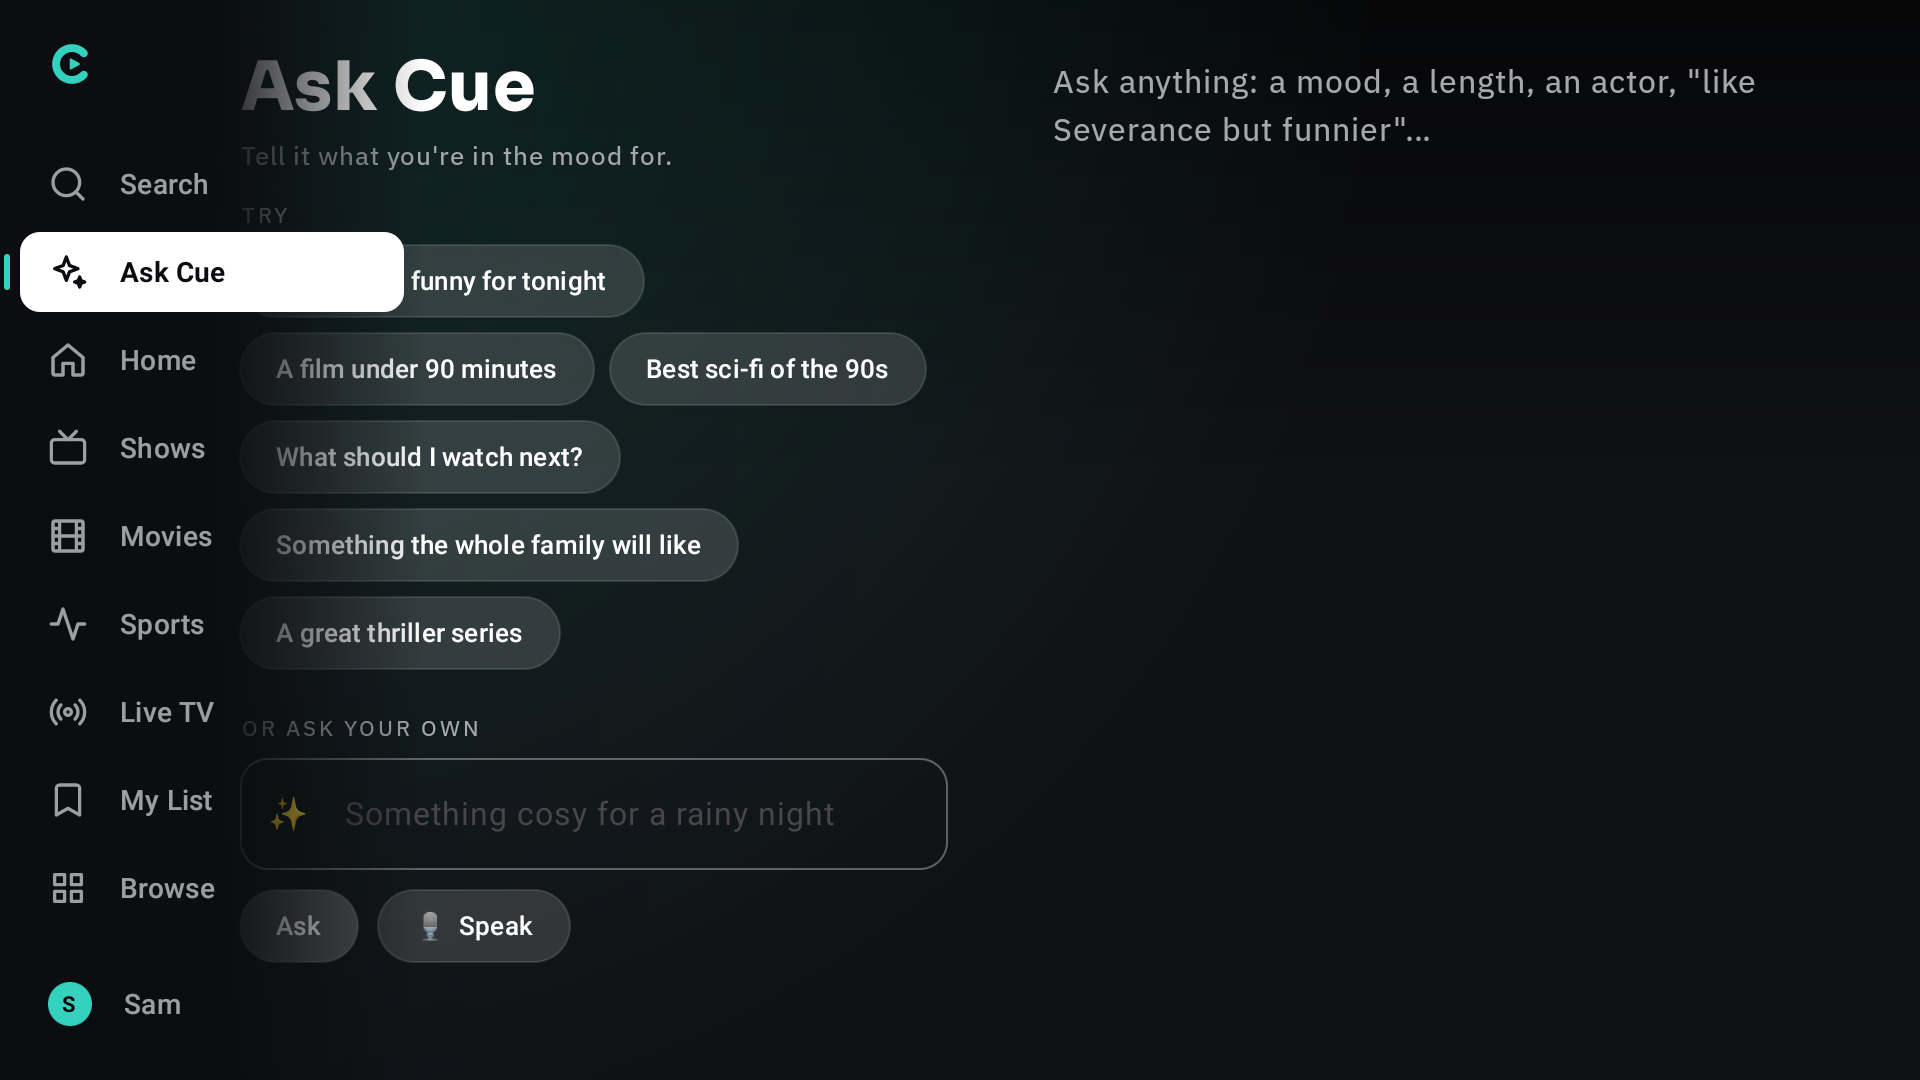 Search
Ask Cue
Home
Shows
Movies
Sports
Live TV
My List
Browse
S
Sam
Ask Cue
Tell it what you're in the mood for.
TRY
funny for tonight
A film under 90 minutes
Best sci-fi of the 90s
What should I watch next?
Something the whole family will like
A great thriller series
OR ASK YOUR OWN
Something cosy for a rainy night
Ask
Speak
Ask anything: a mood, a length, an actor, "like
Severance but funnier"...